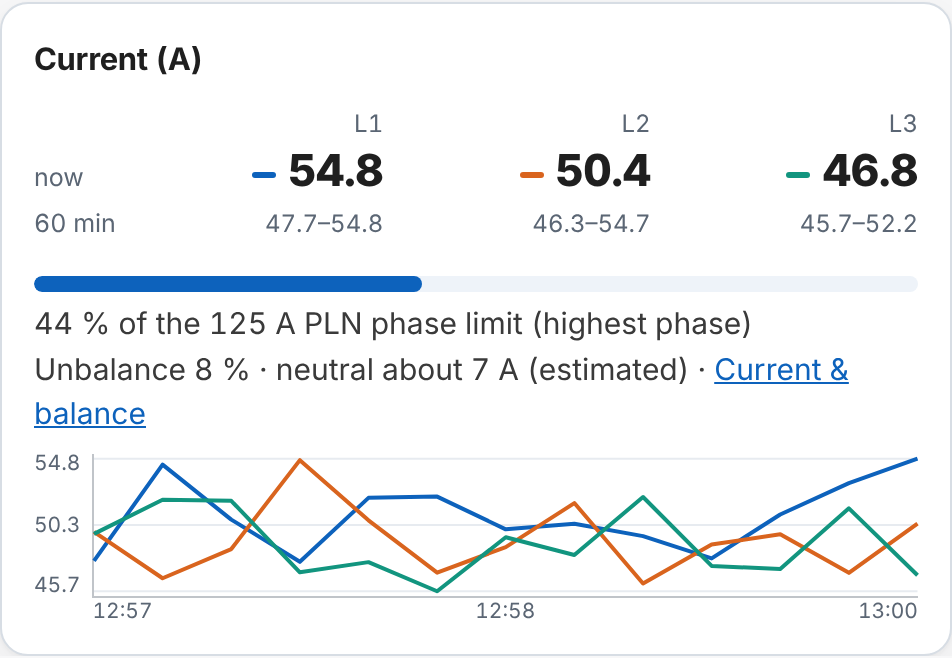 Current (A)
L1 L2 L3
now 54.8 50.4 46.8
60 min 47.7–54.8 46.3–54.7 45.7–52.2
44 % of the 125 A PLN phase limit (highest phase)
Unbalance 8 % · neutral about 7 A (estimated) · Current &
balance
54.8
50.3
45.7
12:57 12:58 13:00